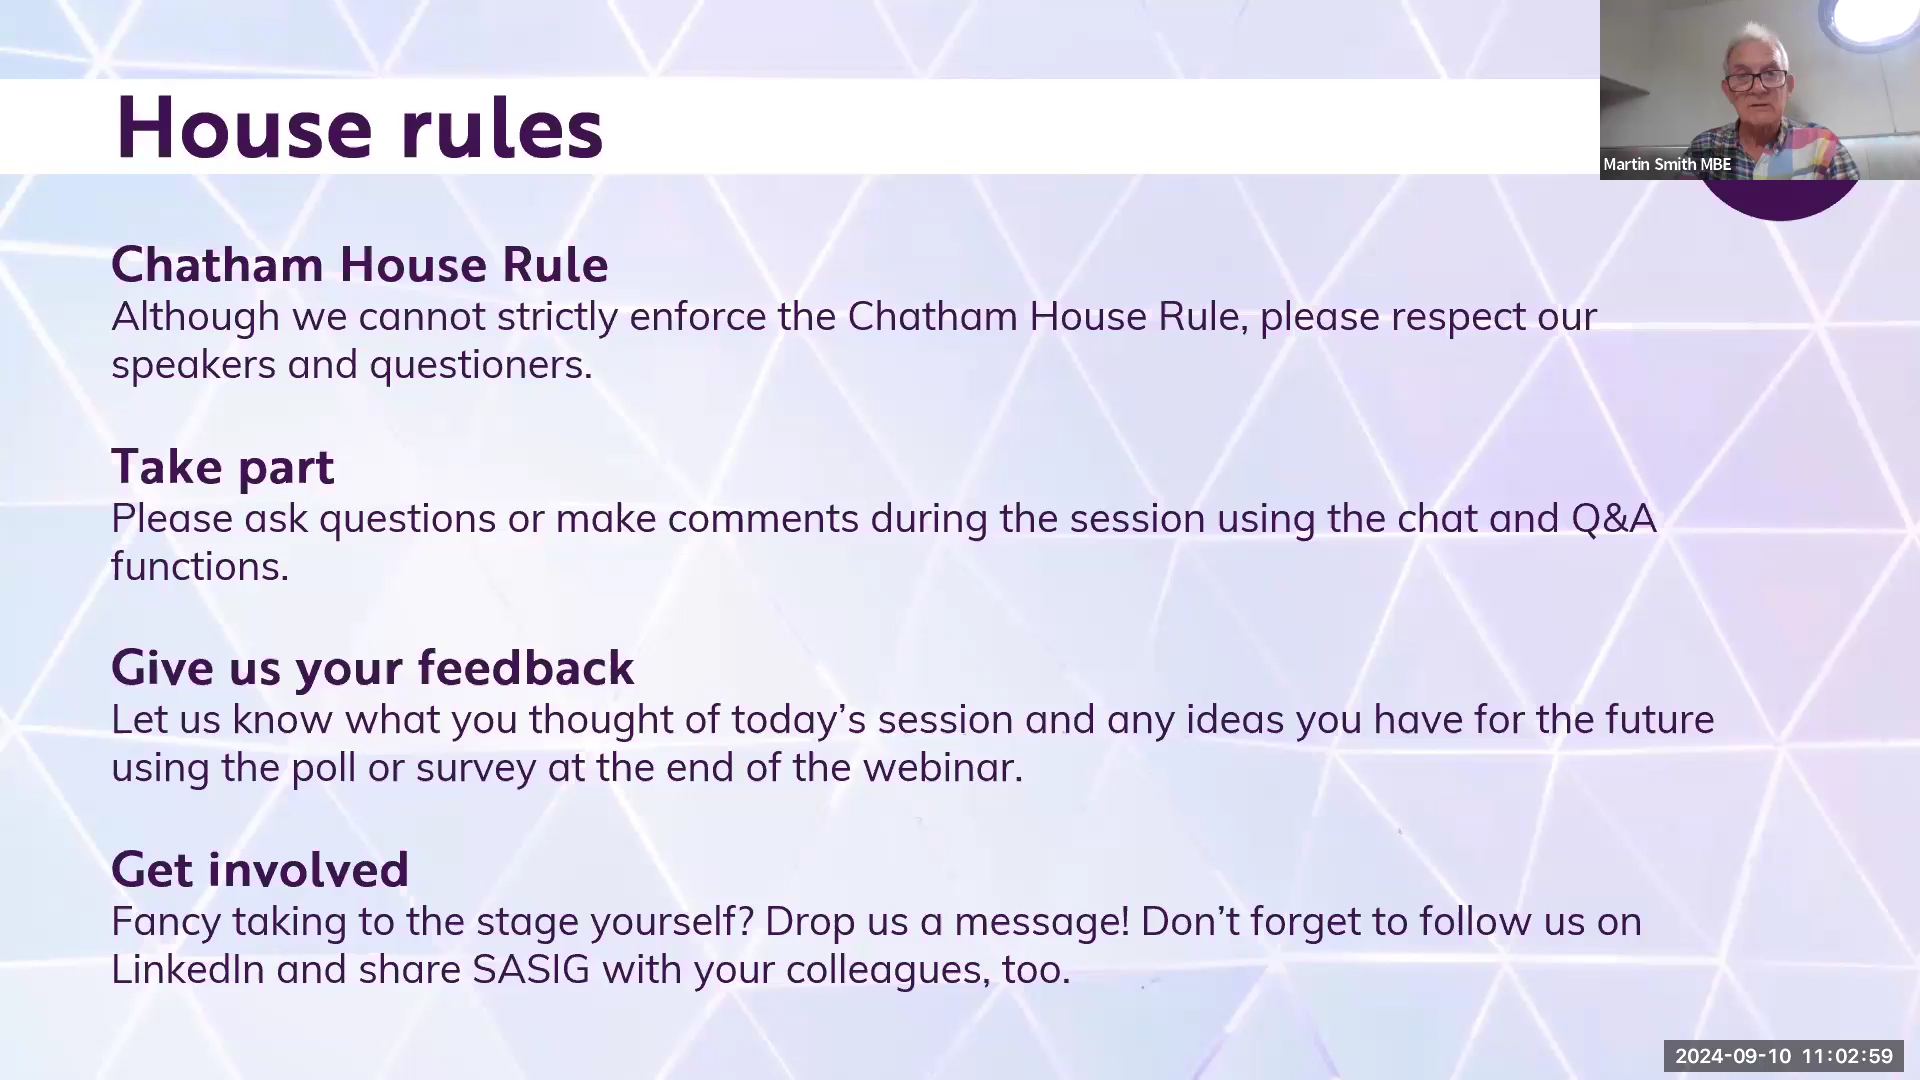 House rules
Martin Smith MBE
Chatham House Rule
Although we cannot strictly enforce the Chatham House Rule, please respect our
speakers and questioners.
Take part
Please ask questions or make comments during the session using the chat and Q&A
functions.
Give us your feedback
Let us know what you thought of today’s session and any ideas you have for the future
using the poll or survey at the end of the webinar.
Get involved
Fancy taking to the stage yourself? Drop us a message! Don’t forget to follow us on
LinkedIn and share SASIG with your colleagues, too.
2024-09-10 11:02:59